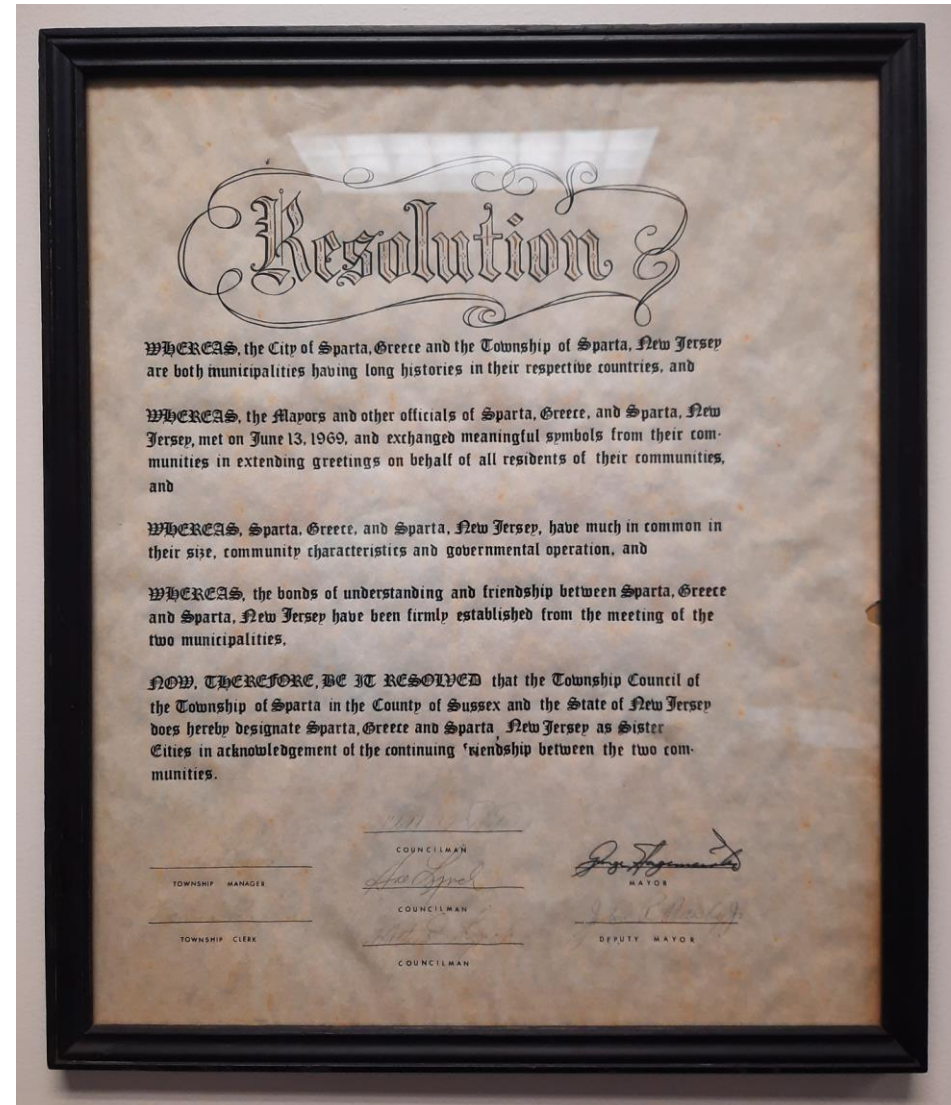 Resolution
WHEREAS, the City of Sparta, Greece and the Township of Sparta, New Jersey
are both municipalities having long histories in their respective countries, and
WHEREAS, the Mayors and other officials of Sparta, Greece, and Sparta, New
Jersey, met on June 13, 1969, and exchanged meaningful symbols from their com-
munities in extending greetings on behalf of all residents of their communities,
and
WHEREAS, Sparta, Greece, and Sparta, New Jersey, have much in common in
their size, community characteristics and governmental operation, and
WHEREAS, the bonds of understanding and friendship between Sparta, Greece
and Sparta, New Jersey have been firmly established from the meeting of the
two municipalities,
NOW, THEREFORE, BE IT RESOLVED that the Township Council of
the Township of Sparta in the County of Sussex and the State of New Jersey
does hereby designate Sparta, Greece and Sparta, New Jersey as Sister
Cities in acknowledgement of the continuing friendship between the two com-
munities.
COUNCILMAN
TOWNSHIP MANAGER
MAYOR
COUNCILMAN
TOWNSHIP CLERK
DEPUTY MAYOR
COUNCILMAN